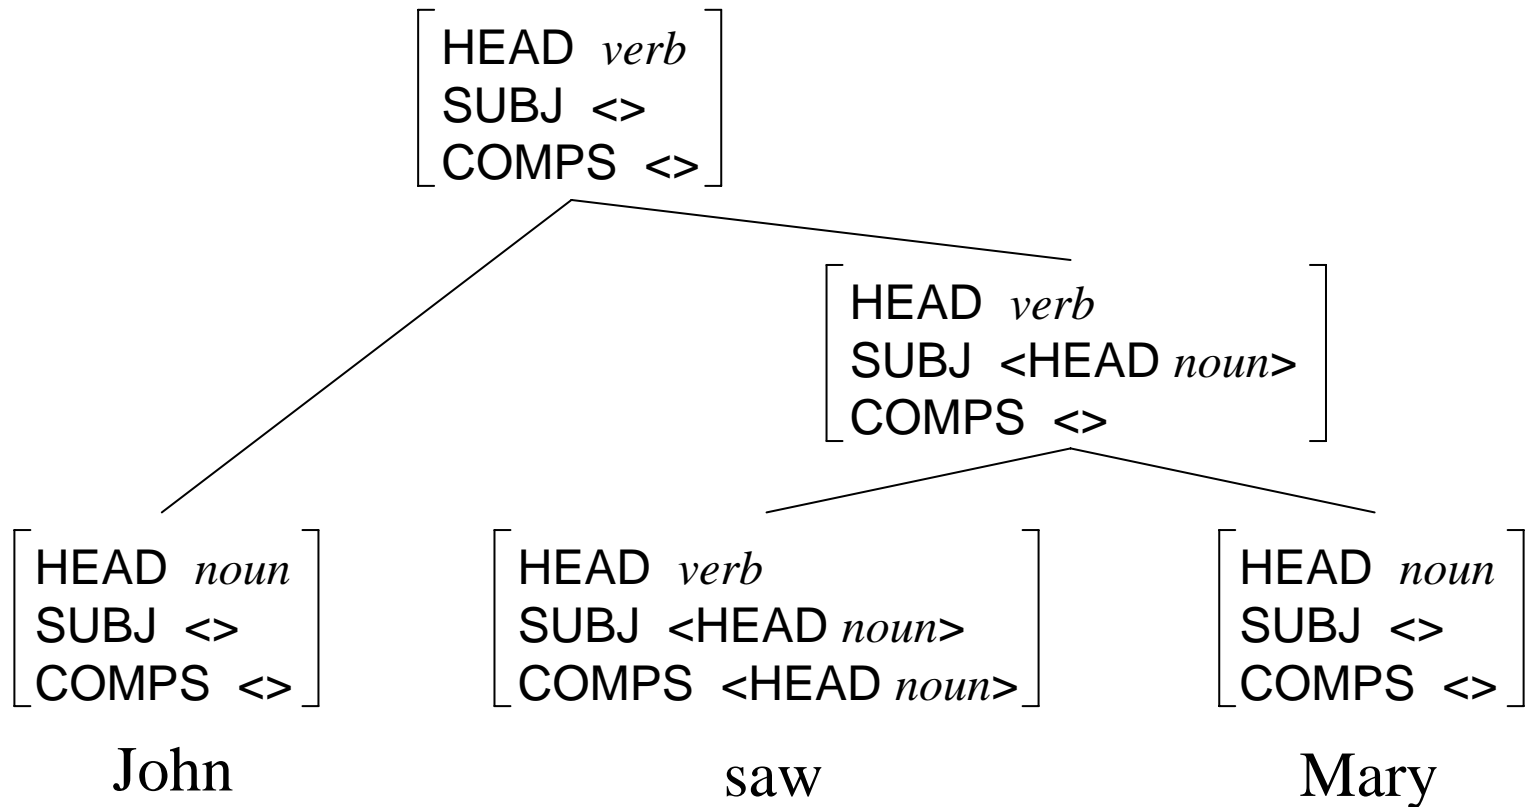 HEAD verb
SUBJ <>
COMPS <>
HEAD verb
SUBJ <HEAD noun>
COMPS <>
HEAD noun
SUBJ <>
COMPS <>
HEAD verb
SUBJ <HEAD noun>
COMPS <HEAD noun>
HEAD noun
SUBJ <>
COMPS <>
John
saw
Mary